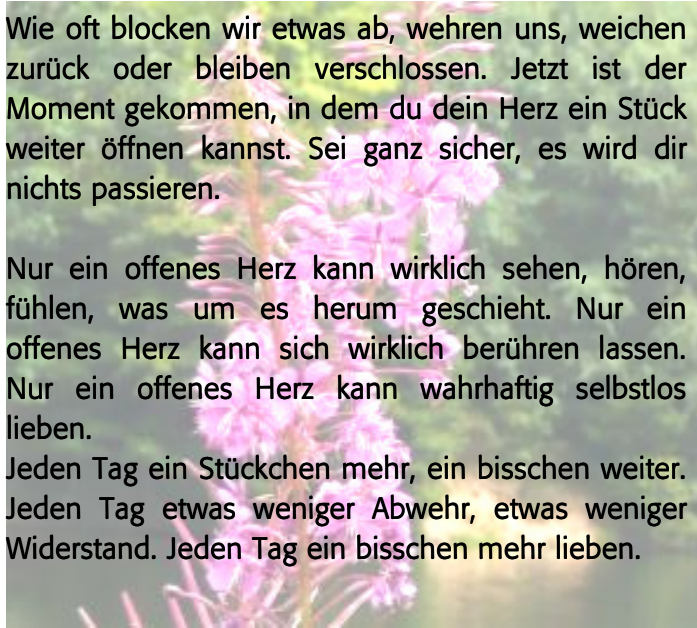 Wie oft blocken wir etwas ab, wehren uns, weichen
zurück oder bleiben verschlossen. Jetzt ist der
Moment gekommen, in dem du dein Herz ein Stück
weiter öffnen kannst. Sei ganz sicher, es wird dir
nichts passieren.
Nur ein offenes Herz kann wirklich sehen, hören,
fühlen, was um es herum geschieht. Nur ein
offenes Herz kann sich wirklich berühren lassen.
Nur ein offenes Herz kann wahrhaftig selbstlos
lieben.
Jeden Tag ein Stückchen mehr, ein bisschen weiter.
Jeden Tag etwas weniger Abwehr, etwas weniger
Widerstand. Jeden Tag ein bisschen mehr lieben.